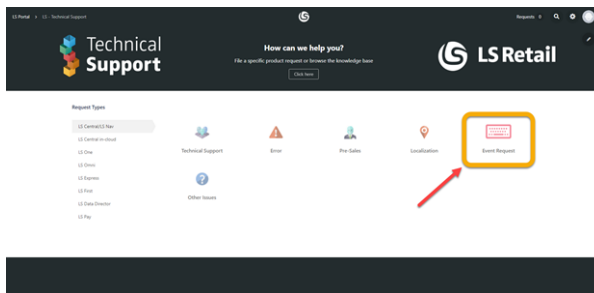 LS Portal
LS - Technical Support
Requests 0
Technical
Support
How can we help you?
File a specific product request or browse the knowledge base
Click here
LS Retail
Request Types
LS Central/LS Nav
LS Central in cloud
LS One
LS Omni
LS Express
LS First
LS Data Director
LS Pay
Technical Support
Error
Pre-Sales
Localization
Event Request
Other Issues